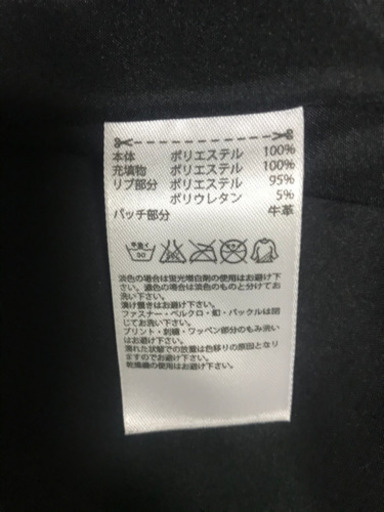 本体 ポリエステル 100%
充填物 ポリエステル 100%
リブ部分 ポリエステル 95%
ポリウレタン 5%
パッチ部分 牛革
手洗イ
30
淡色の場合は蛍光増白剤の使用はお避け下
さい。濃色の場合は淡色のものと分けてお
洗い下さい。
漬け置きはお避け下さい。
ファスナー・ベルクロ・釦・バックルは閉
じてお洗い下さい。
プリント・刺繍・ワッペン部分のもみ洗い
はお避け下さい。
濡れた状態での放置は色移りの原因となり
ますのでお避け下さい。
乾燥機の使用はお避け下さい。